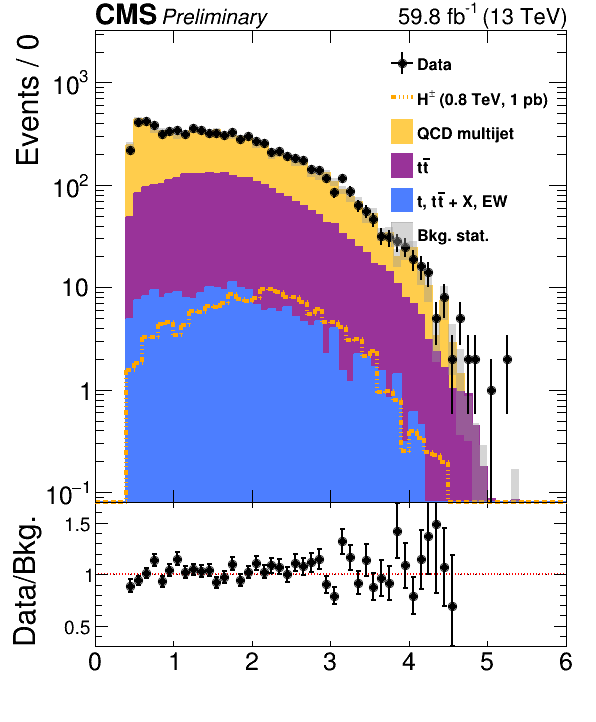 CMS Preliminary 59.8 fb⁻¹ (13 TeV)
Events / 0
10³
10²
10
1
10⁻¹
Data
H± (0.8 TeV, 1 pb)
QCD multijet
tt̄
t, tt̄ + X, EW
Bkg. stat.
Data/Bkg.
1.5
1
0.5
0 1 2 3 4 5 6